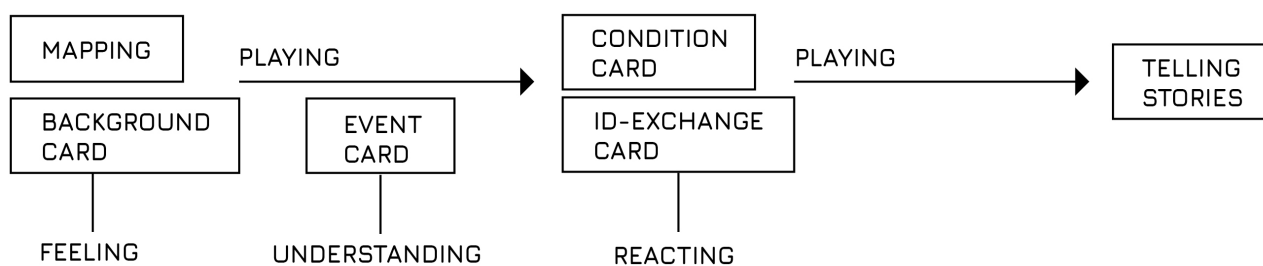 MAPPING
PLAYING
CONDITION
CARD
PLAYING
TELLING
STORIES
BACKGROUND
CARD
EVENT
CARD
ID-EXCHANGE
CARD
FEELING
UNDERSTANDING
REACTING